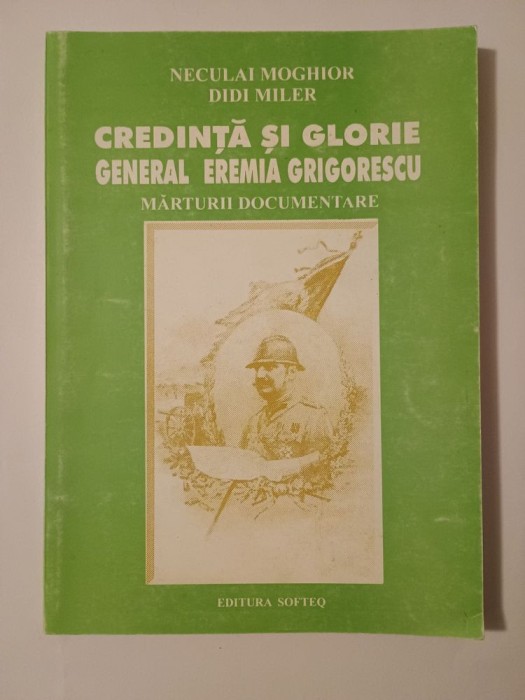 NECULAI MOGHIOR
DIDI MILER
CREDINȚĂ ȘI GLORIE
GENERAL EREMIA GRIGORESCU
MĂRTURII DOCUMENTARE
EDITURA SOFTEQ